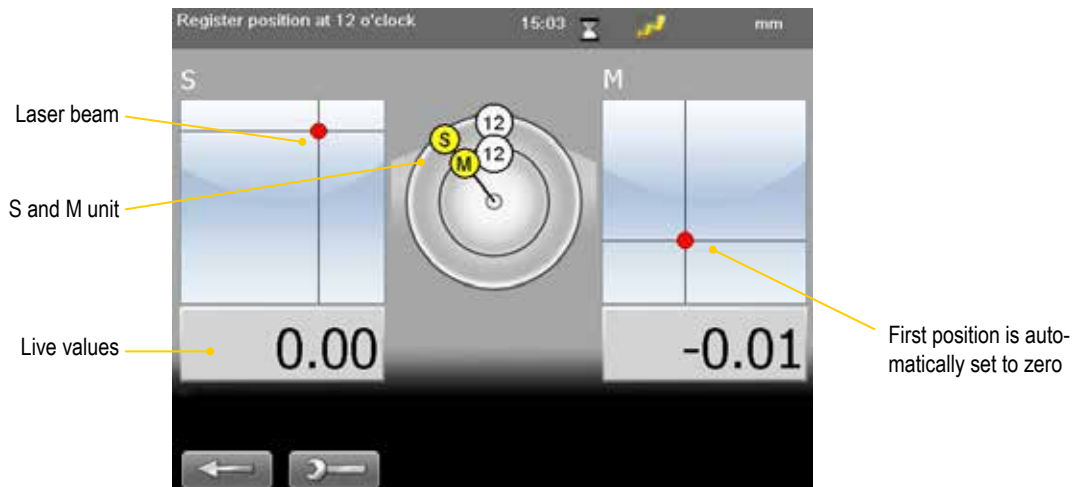 Register position at 12 o'clock
15:03
mm
S
M
Laser beam
12
S
12
M
S and M unit
Live values
0.00
-0.01
First position is auto-
matically set to zero